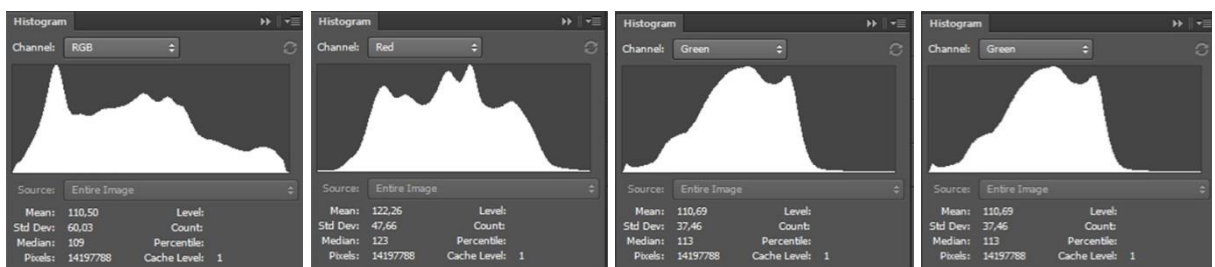 Histogram
Channel: RGB
Source: Entire Image
Mean: 110,50 Level:
Std Dev: 60,03 Count:
Median: 109 Percentile:
Pixels: 14197788 Cache Level: 1
Histogram
Channel: Red
Source: Entire Image
Mean: 122,26 Level:
Std Dev: 47,66 Count:
Median: 123 Percentile:
Pixels: 14197788 Cache Level: 1
Histogram
Channel: Green
Source: Entire Image
Mean: 110,69 Level:
Std Dev: 37,46 Count:
Median: 113 Percentile:
Pixels: 14197788 Cache Level: 1
Histogram
Channel: Green
Source: Entire Image
Mean: 110,69 Level:
Std Dev: 37,46 Count:
Median: 113 Percentile:
Pixels: 14197788 Cache Level: 1